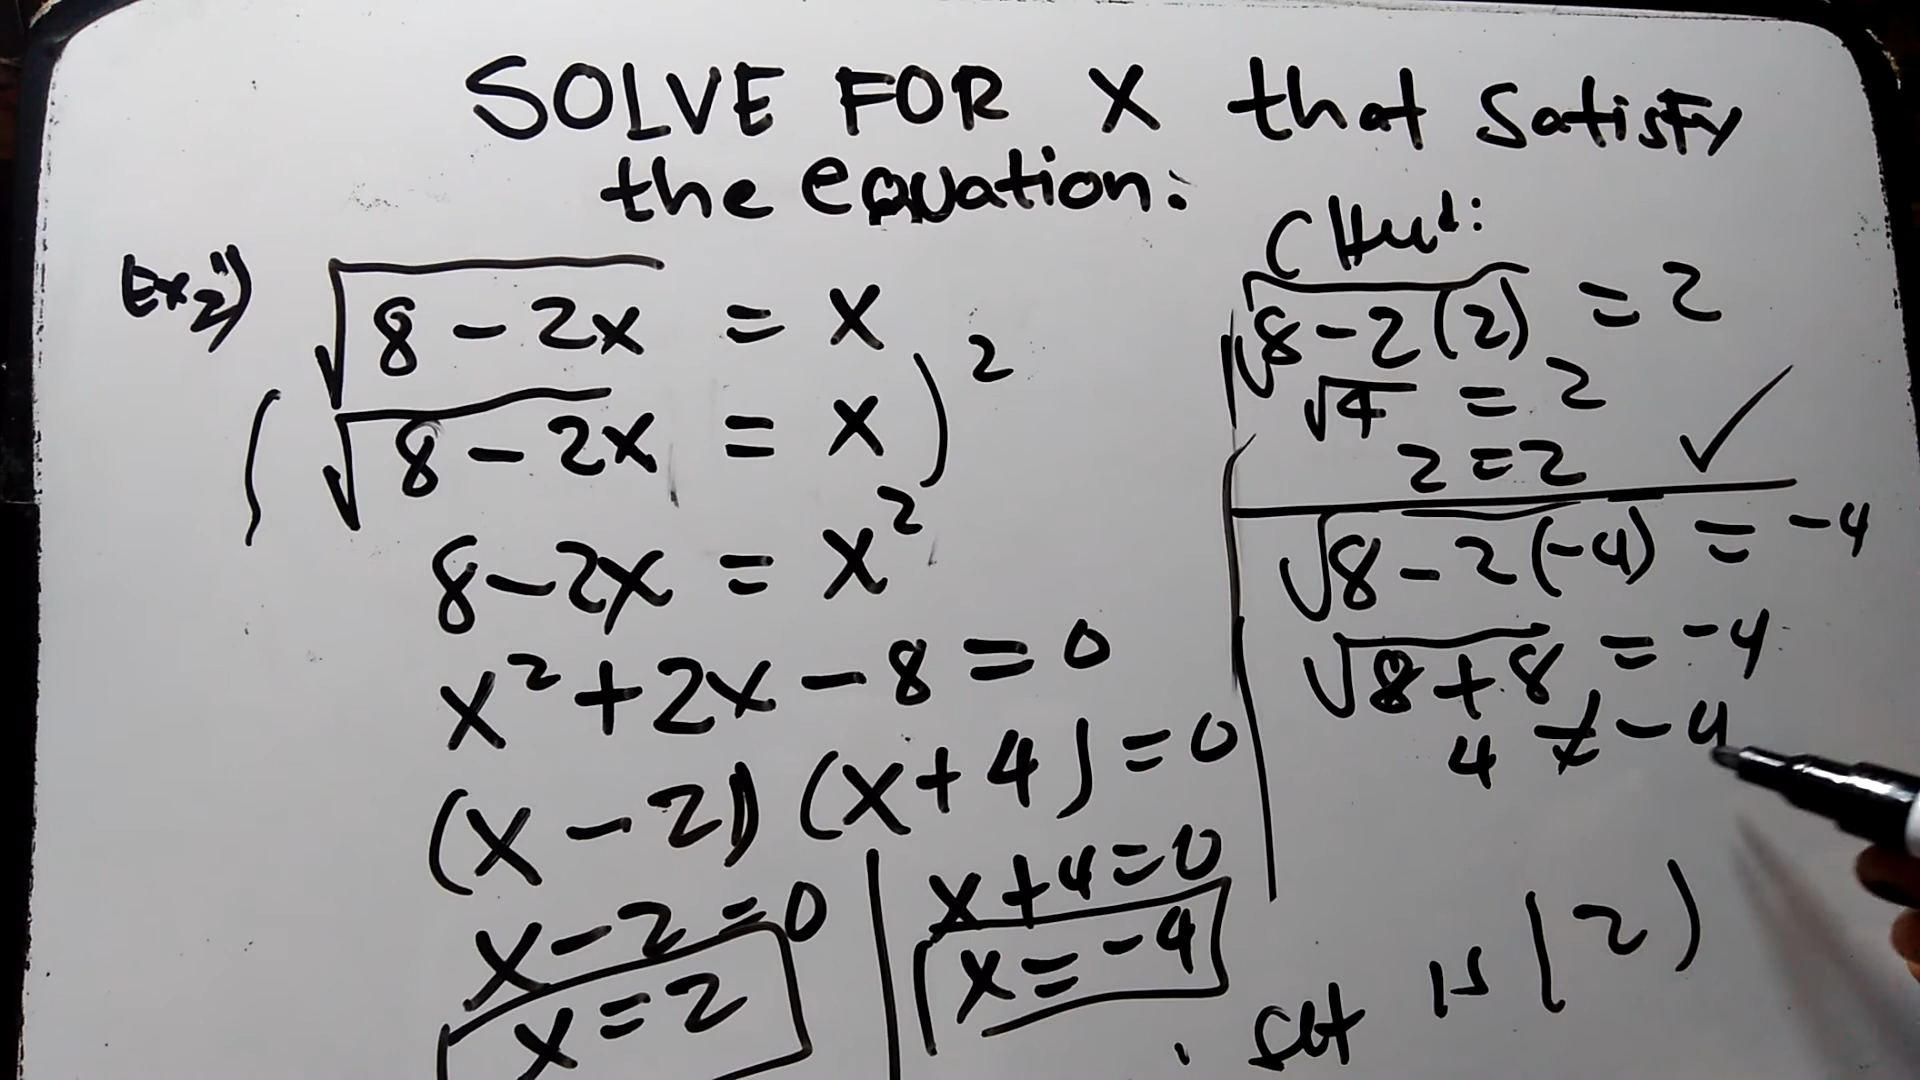 SOLVE FOR X that Satisfy
the equation:
Ex2)
√8 - 2x = x
(√8 - 2x = x)²
8 - 2x = x²
x² + 2x - 8 = 0
(x - 2) (x + 4) = 0
x - 2 = 0
x = 2
x + 4 = 0
x = -4
√8 - 2(2) = 2
√4 = 2
2 = 2 ✓
√8 - 2(-4) = -4
√8 + 8 = -4
4 ≠ -4
set is (2)